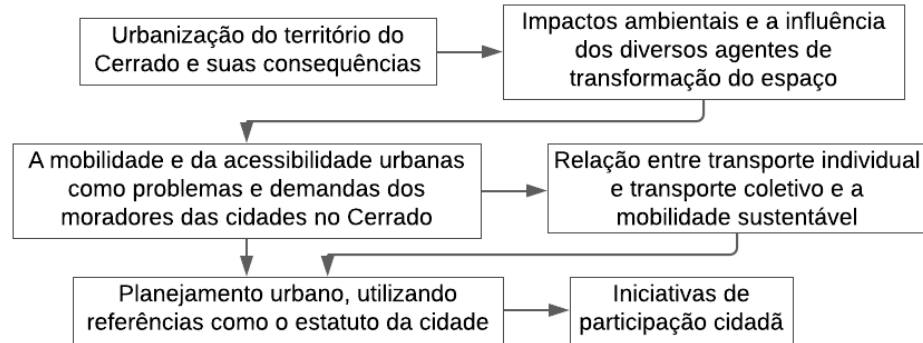 Urbanização do território do
Cerrado e suas consequências
Impactos ambientais e a influência
dos diversos agentes de
transformação do espaço
A mobilidade e da acessibilidade urbanas
como problemas e demandas dos
moradores das cidades no Cerrado
Relação entre transporte individual
e transporte coletivo e a
mobilidade sustentável
Planejamento urbano, utilizando
referências como o estatuto da cidade
Iniciativas de
participação cidadã